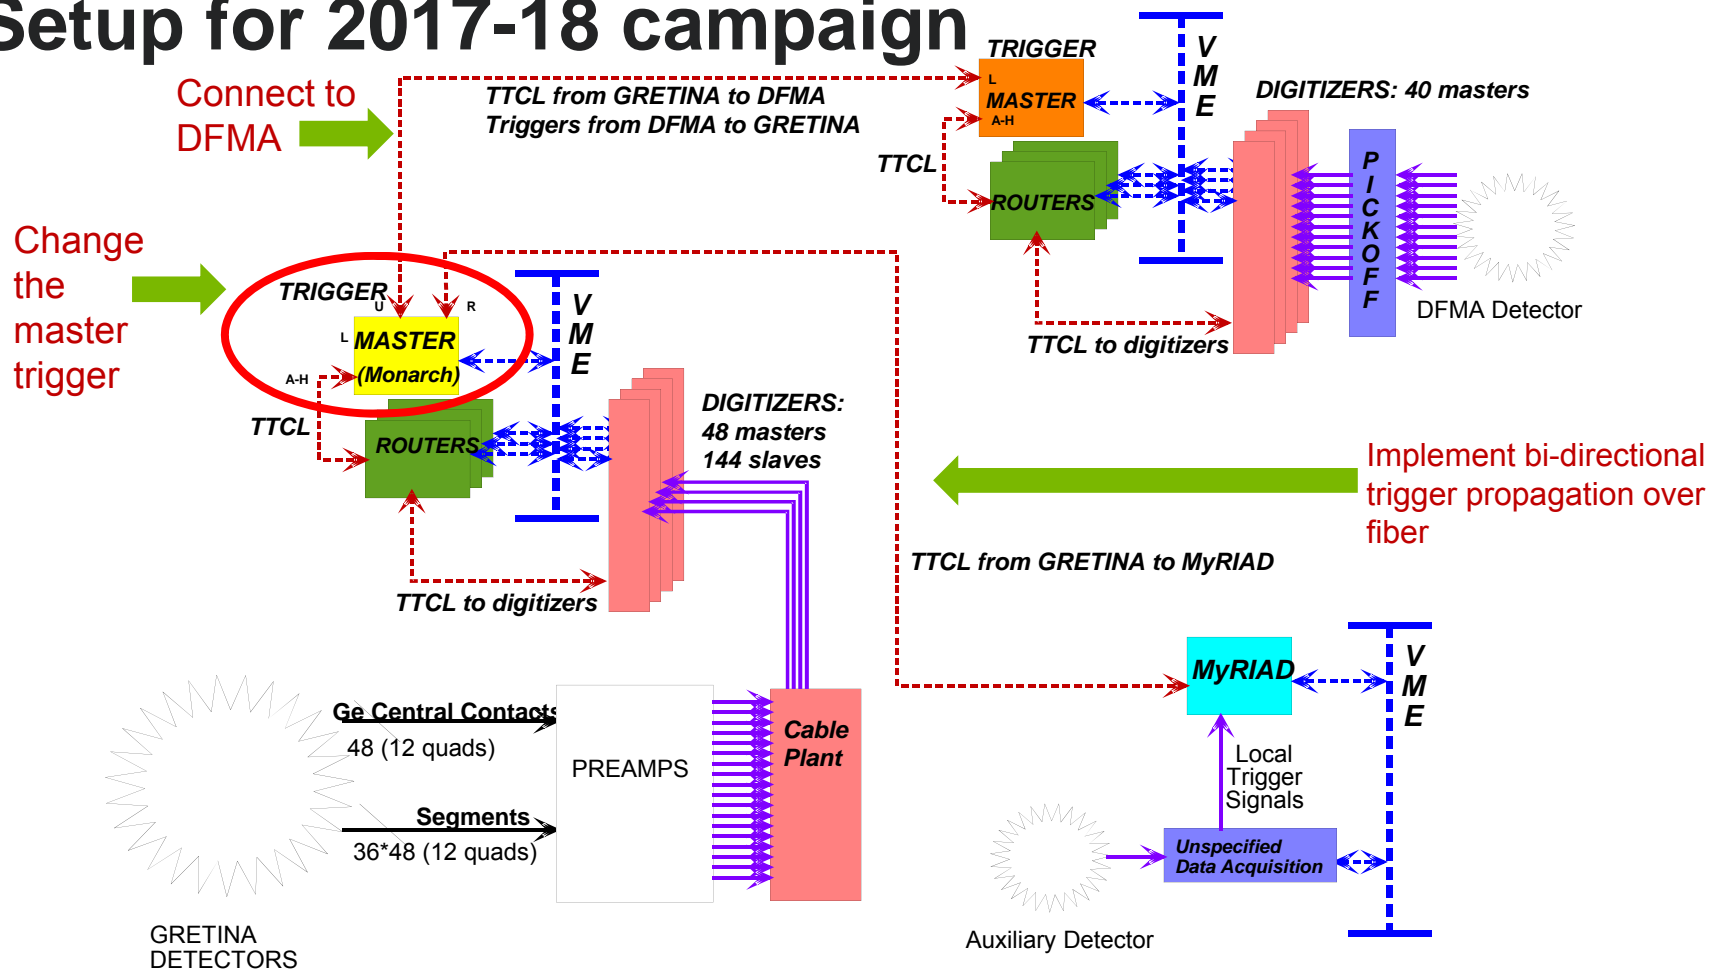 Setup for 2017-18 campaign
Connect to
DFMA
TTCL from GRETINA to DFMA
Triggers from DFMA to GRETINA
TRIGGER
L
MASTER
A-H
TTCL
ROUTERS
V
M
E
DIGITIZERS: 40 masters
P
I
C
K
O
F
F
DFMA Detector
TTCL to digitizers
Change
the
master
trigger
TRIGGER
U
R
L
MASTER
(Monarch)
A-H
TTCL
ROUTERS
V
M
E
DIGITIZERS:
48 masters
144 slaves
TTCL to digitizers
Implement bi-directional
trigger propagation over
fiber
TTCL from GRETINA to MyRIAD
MyRIAD
V
M
E
Local
Trigger
Signals
Unspecified
Data Acquisition
Auxiliary Detector
Ge Central Contacts
48 (12 quads)
Segments
36*48 (12 quads)
PREAMPS
Cable
Plant
GRETINA
DETECTORS